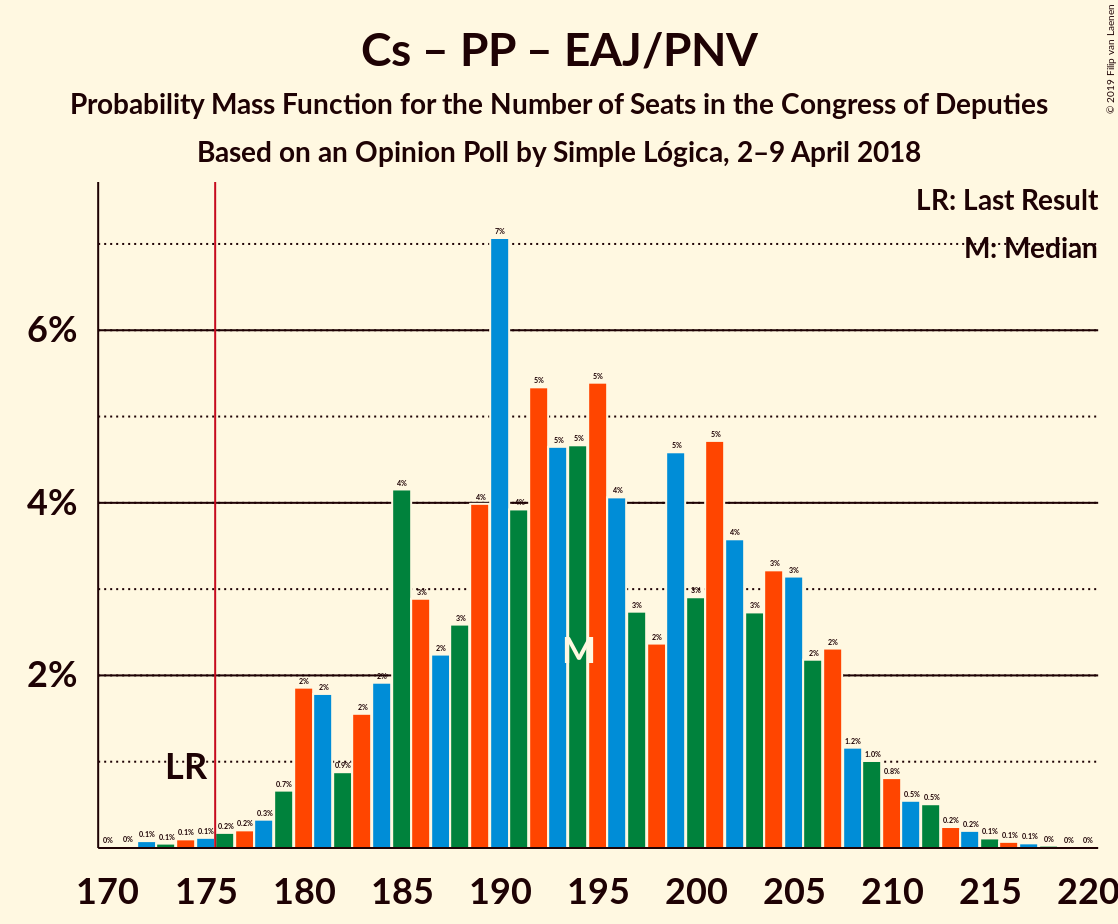 Cs – PP – EAJ/PNV
Probability Mass Function for the Number of Seats in the Congress of Deputies
Based on an Opinion Poll by Simple Lógica, 2–9 April 2018
© 2019 Filip van Laenen
LR: Last Result
M: Median
6%
4%
2%
LR
M
0% 0% 0.1% 0.1% 0.1% 0.1% 0.2% 0.2% 0.3% 0.7% 2% 2% 0.9% 2% 2% 4% 3% 2% 3% 4% 7% 4% 5% 5% 5% 5% 4% 3% 2% 5% 3% 5% 4% 3% 3% 3% 2% 2% 1.2% 1.0% 0.8% 0.5% 0.5% 0.2% 0.2% 0.1% 0.1% 0.1% 0% 0% 0%
170 175 180 185 190 195 200 205 210 215 220